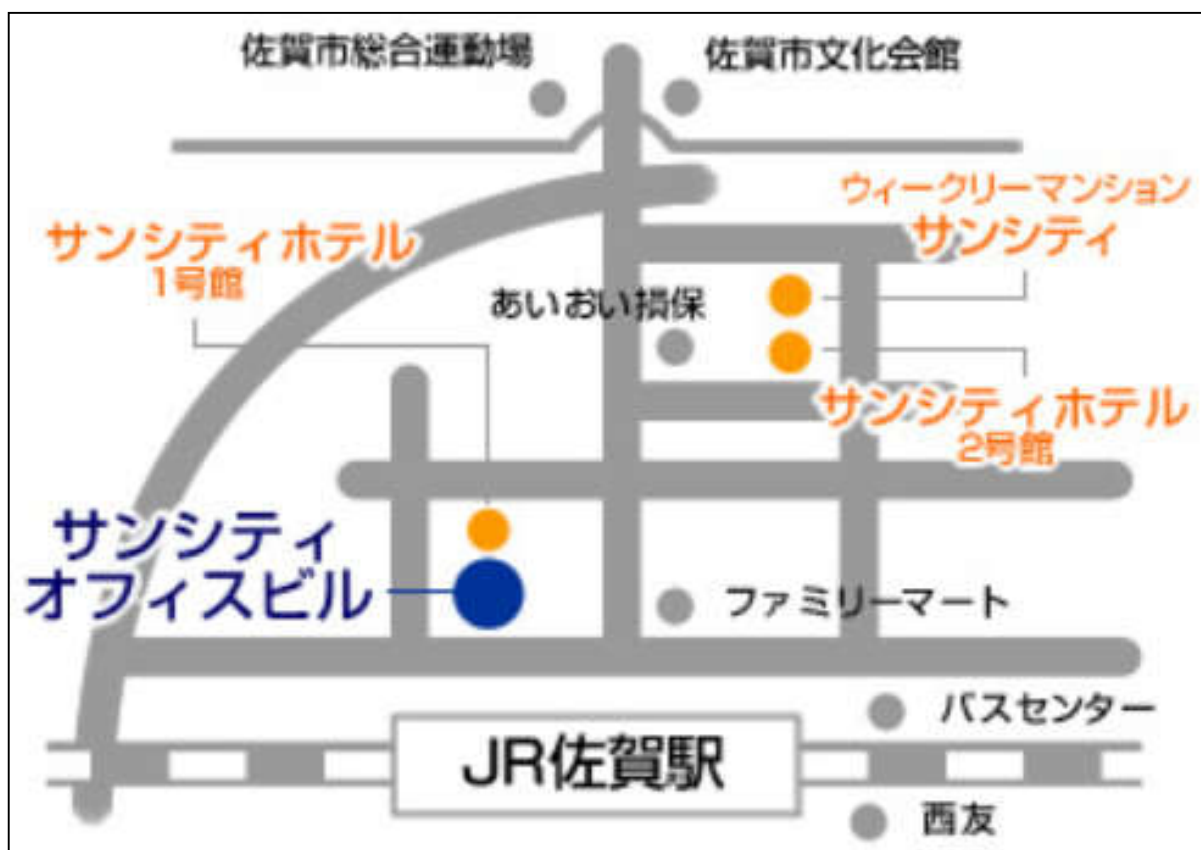 佐賀市総合運動場
佐賀市文化会館
ウィークリーマンション
サンシティ
サンシティホテル
1号館
あいおい損保
サンシティホテル
2号館
サンシティ
オフィスビル
ファミリーマート
バスセンター
JR佐賀駅
西友